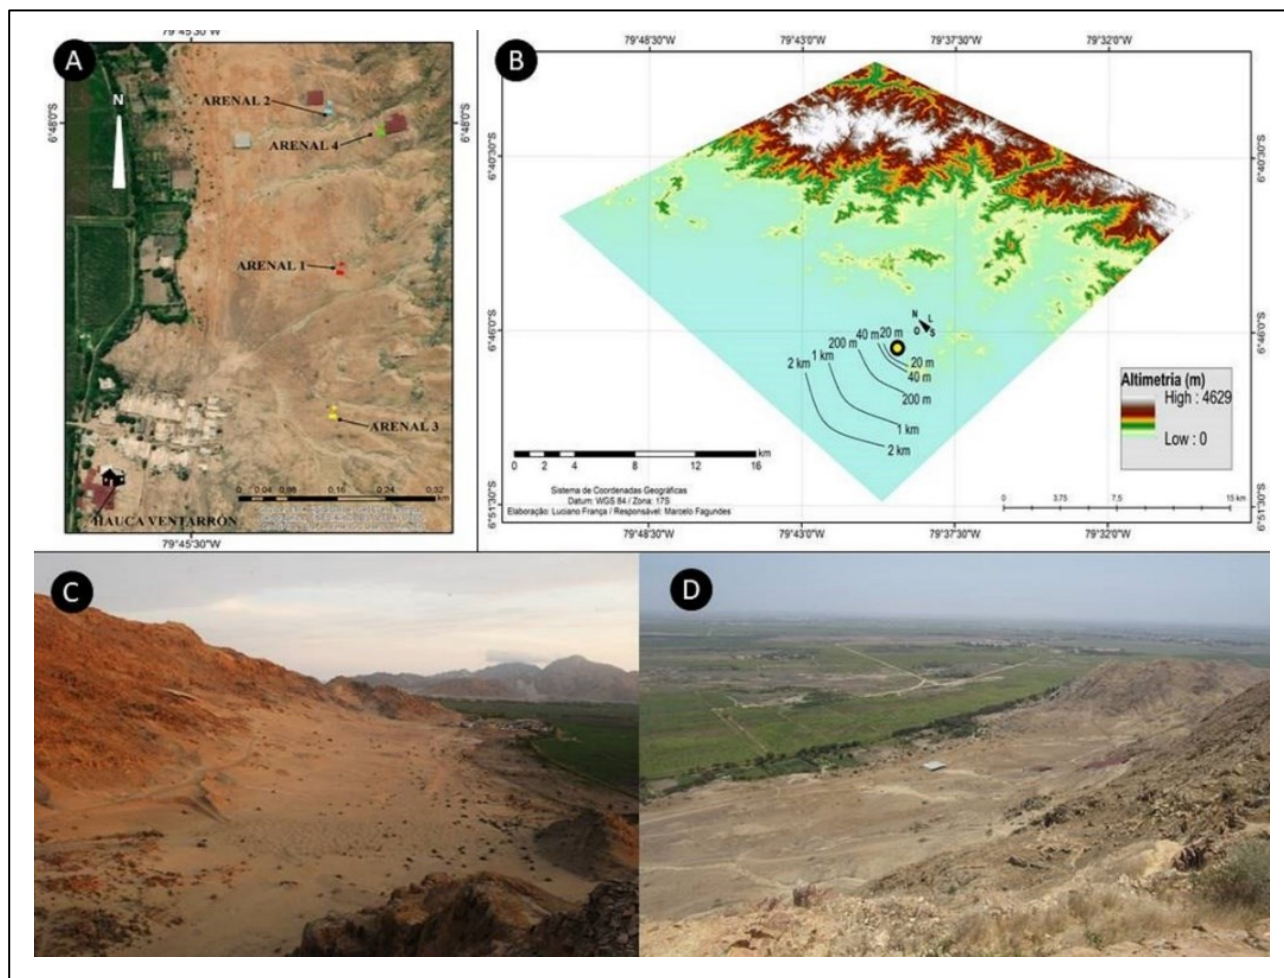 A
79°45'30"W
N
6°48'0"S
6°48'0"S
ARENAL 2
ARENAL 4
ARENAL 1
ARENAL 3
0 0,04 0,08 0,16 0,24 0,32
km
HAUCA VENTARRÓN
79°45'30"W
B
79°48'30"W 79°43'0"W 79°37'30"W 79°32'0"W
6°40'30"S
6°40'30"S
6°46'0"S
6°46'0"S
6°51'30"S
6°51'30"S
N
L
O
S
20 m
40 m
200 m
1 km
2 km
20 m
40 m
200 m
1 km
2 km
Altimetria (m)
High : 4629
Low : 0
km
0 2 4 8 12 16
Sistema de Coordenadas Geográficas
Datum: WGS 84 / Zona: 17S
Elaboração: Luciano França / Responsável: Marcelo Fagundes
0 3,75 7,5 15 km
79°48'30"W 79°43'0"W 79°37'30"W 79°32'0"W
C
D